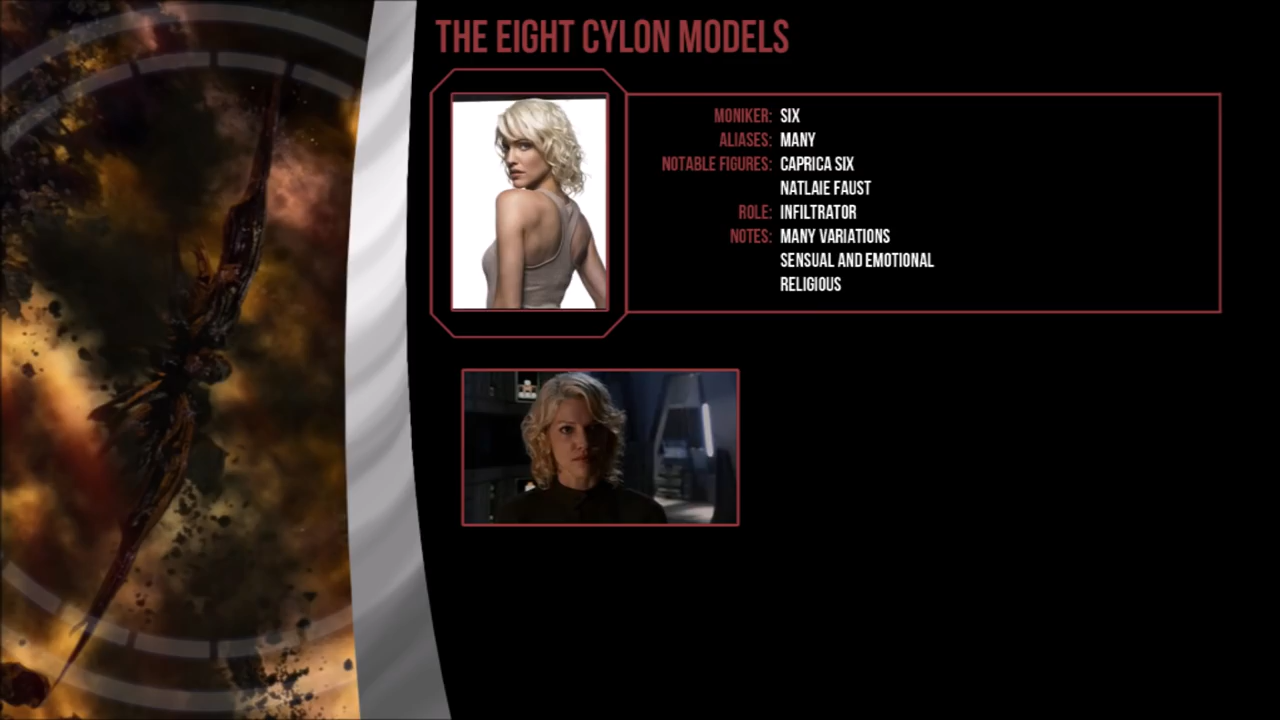 THE EIGHT CYLON MODELS
MONIKER: SIX
ALIASES: MANY
NOTABLE FIGURES: CAPRICA SIX
NATLAIE FAUST
ROLE: INFILTRATOR
NOTES: MANY VARIATIONS
SENSUAL AND EMOTIONAL
RELIGIOUS